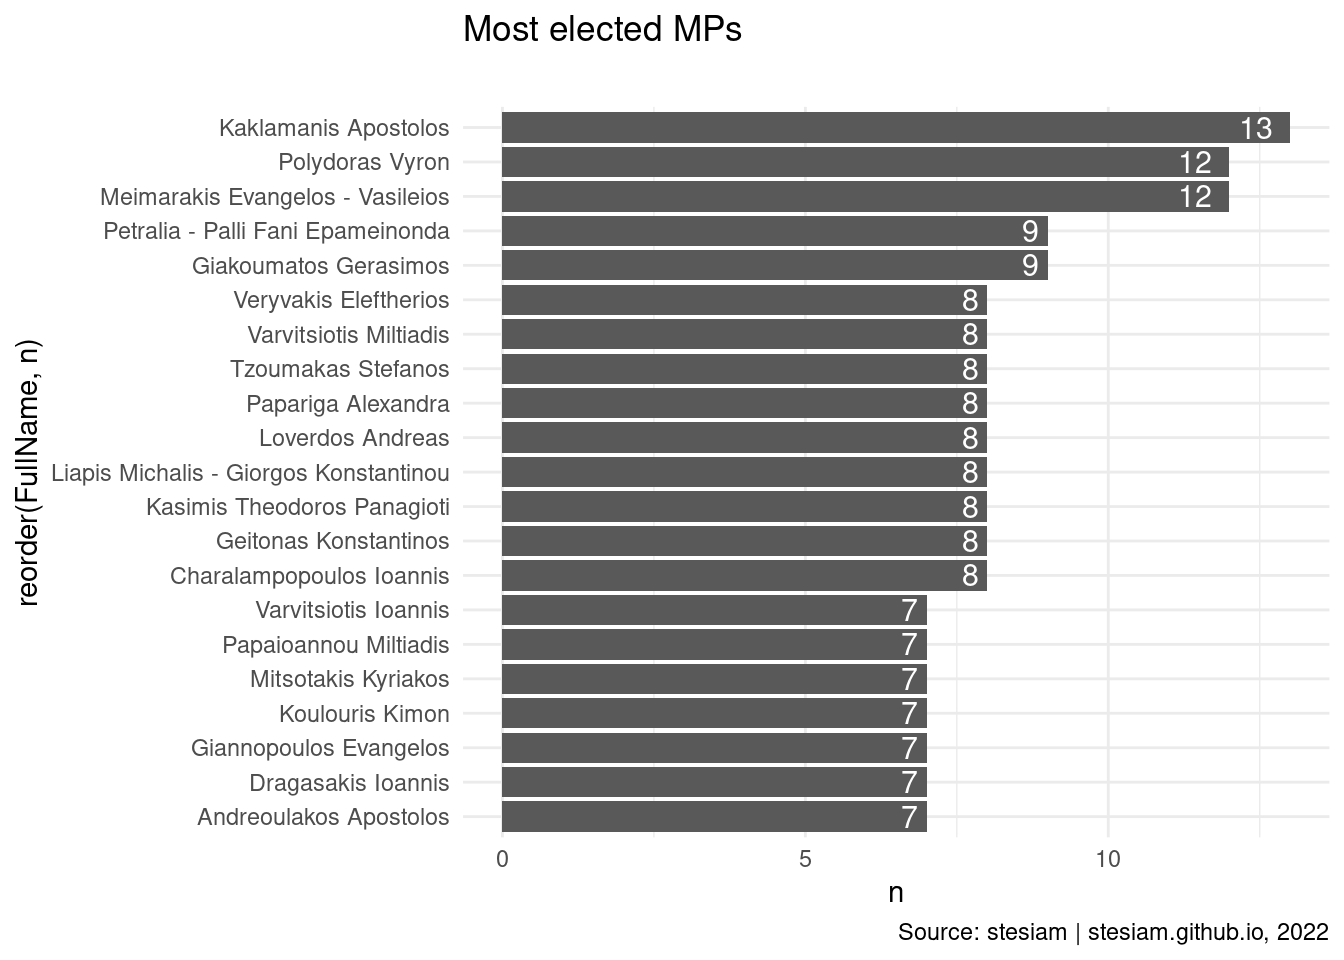 Most elected MPs
Kaklamanis Apostolos 13
Polydoras Vyron 12
Meimarakis Evangelos - Vasileios 12
Petralia - Palli Fani Epameinonda 9
Giakoumatos Gerasimos 9
Veryvakis Eleftherios 8
Varvitsiotis Miltiadis 8
Tzoumakas Stefanos 8
Papariga Alexandra 8
Loverdos Andreas 8
Liapis Michalis - Giorgos Konstantinou 8
Kasimis Theodoros Panagioti 8
Geitonas Konstantinos 8
Charalampopoulos Ioannis 8
Varvitsiotis Ioannis 7
Papaioannou Miltiadis 7
Mitsotakis Kyriakos 7
Koulouris Kimon 7
Giannopoulos Evangelos 7
Dragasakis Ioannis 7
Andreoulakos Apostolos 7
reorder(FullName, n)
0 5 10
n
Source: stesiam | stesiam.github.io, 2022